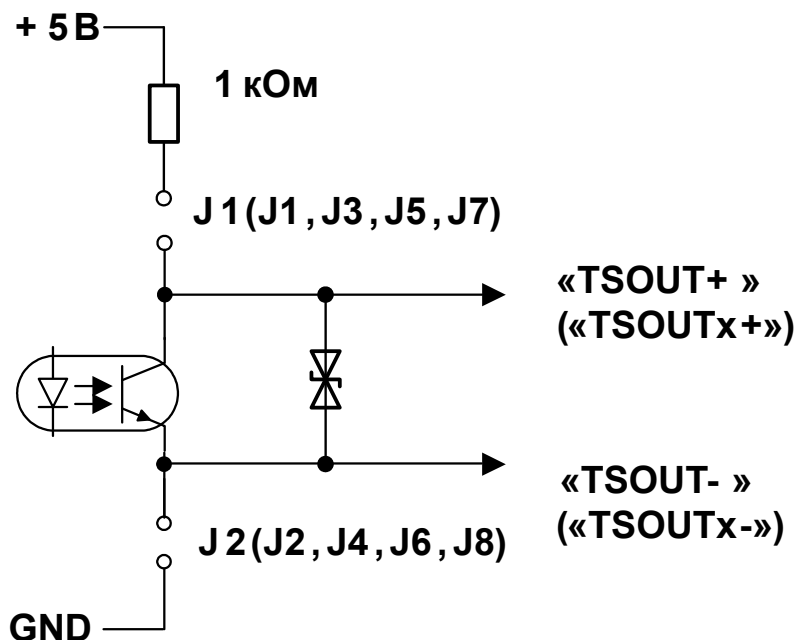 + 5 В
1 кОм
J 1 (J1 , J3 , J5 , J7)
«TSOUT+ »
(«TSOUTx+»)
«TSOUT- »
(«TSOUTx-»)
J 2 (J2 , J4 , J6 , J8)
GND